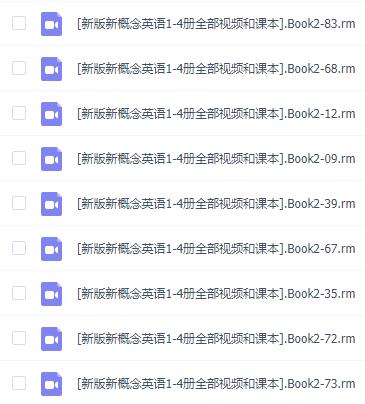 [新版新概念英语1-4册全部视频和课本].Book2-83.rm
[新版新概念英语1-4册全部视频和课本].Book2-68.rm
[新版新概念英语1-4册全部视频和课本].Book2-12.rm
[新版新概念英语1-4册全部视频和课本].Book2-09.rm
[新版新概念英语1-4册全部视频和课本].Book2-39.rm
[新版新概念英语1-4册全部视频和课本].Book2-67.rm
[新版新概念英语1-4册全部视频和课本].Book2-35.rm
[新版新概念英语1-4册全部视频和课本].Book2-72.rm
[新版新概念英语1-4册全部视频和课本].Book2-73.rm